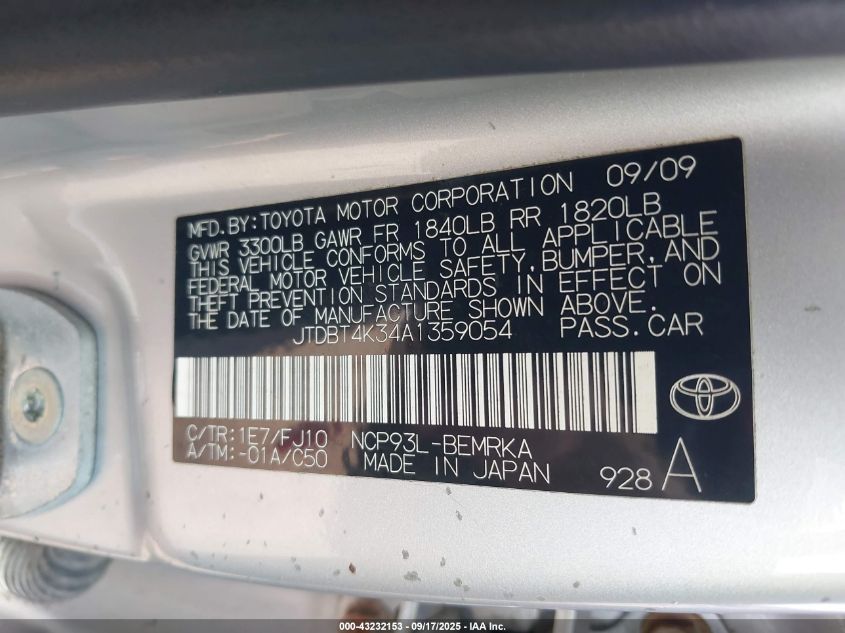 MFD.BY:TOYOTA MOTOR CORPORATION 09/09
GVWR 3300LB GAWR FR 1840LB RR 1820LB
THIS VEHICLE CONFORMS TO ALL APPLICABLE
FEDERAL MOTOR VEHICLE SAFETY,BUMPER,AND
THEFT PREVENTION STANDARDS IN EFFECT ON
THE DATE OF MANUFACTURE SHOWN ABOVE.
JTDBT4K34A1359054 PASS.CAR
C/TR:1E7/FJ10 NCP93L-BEMRKA
A/TM:-01A/C50 MADE IN JAPAN 928 A
000-43232153 - 09/17/2025 - IAA Inc.